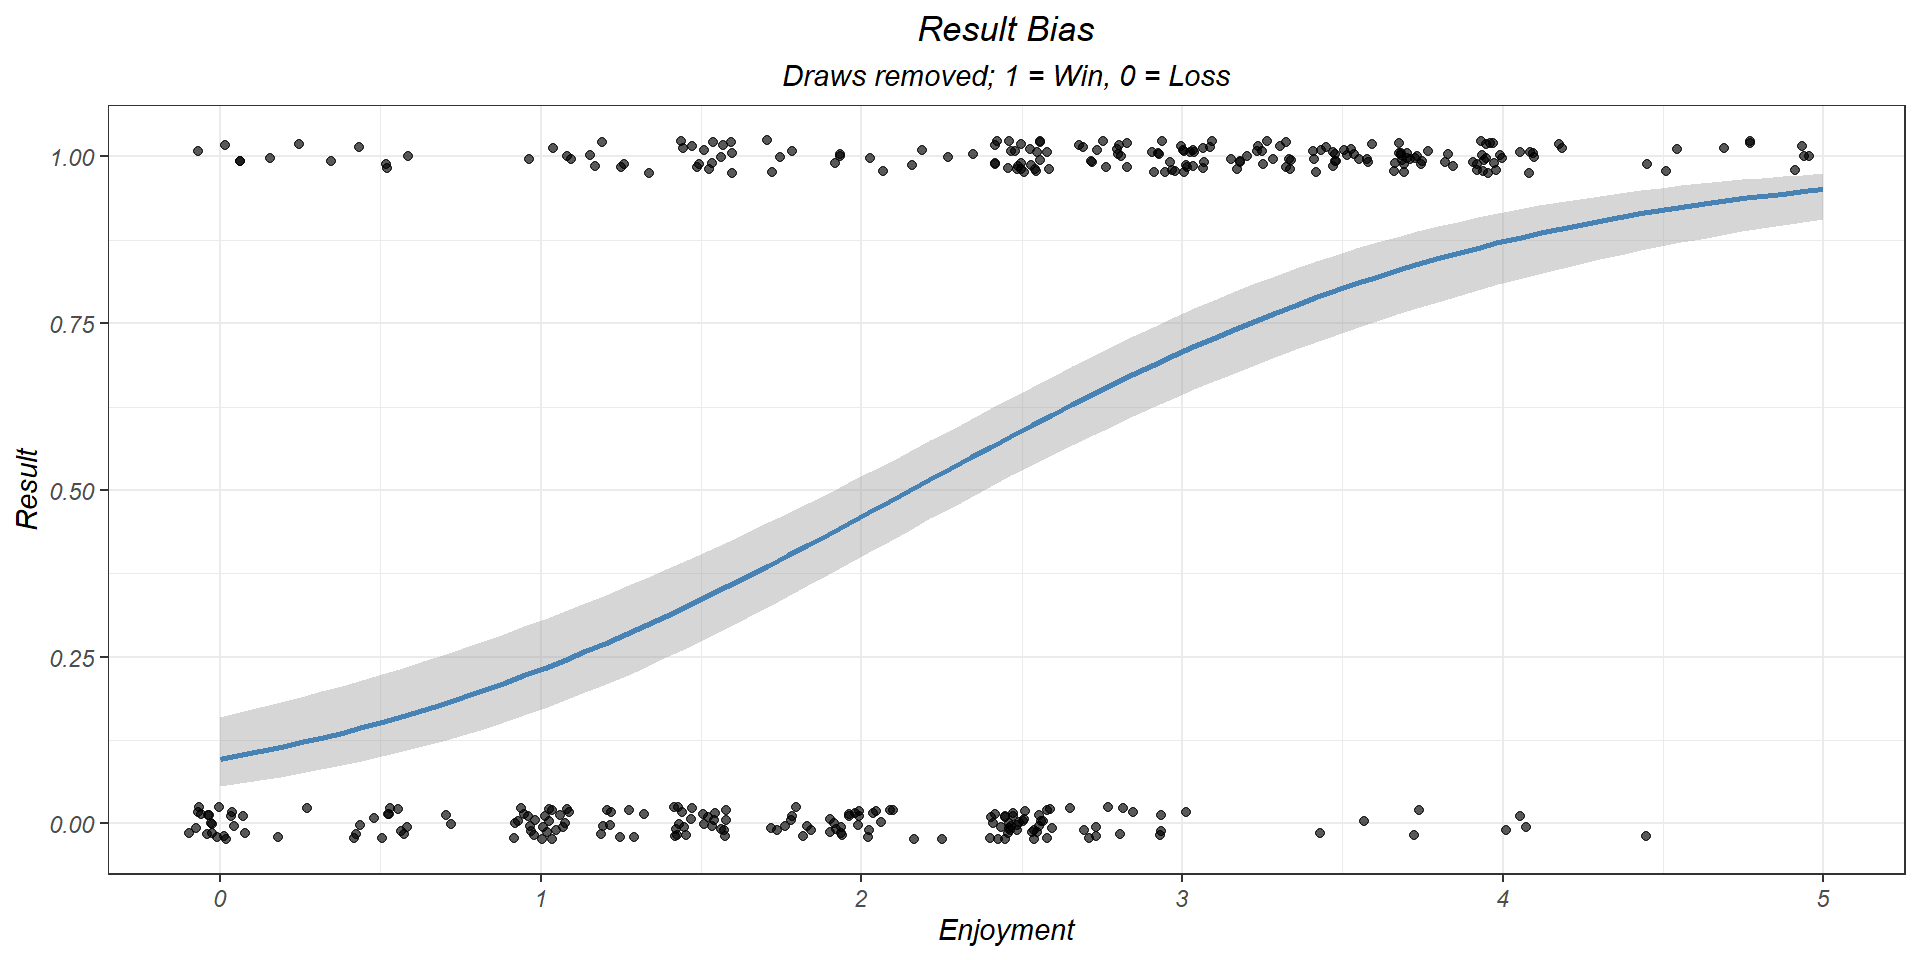 Result Bias
Draws removed; 1 = Win, 0 = Loss
1.00
0.75
0.50
0.25
0.00
Result
0 1 2 3 4 5
Enjoyment